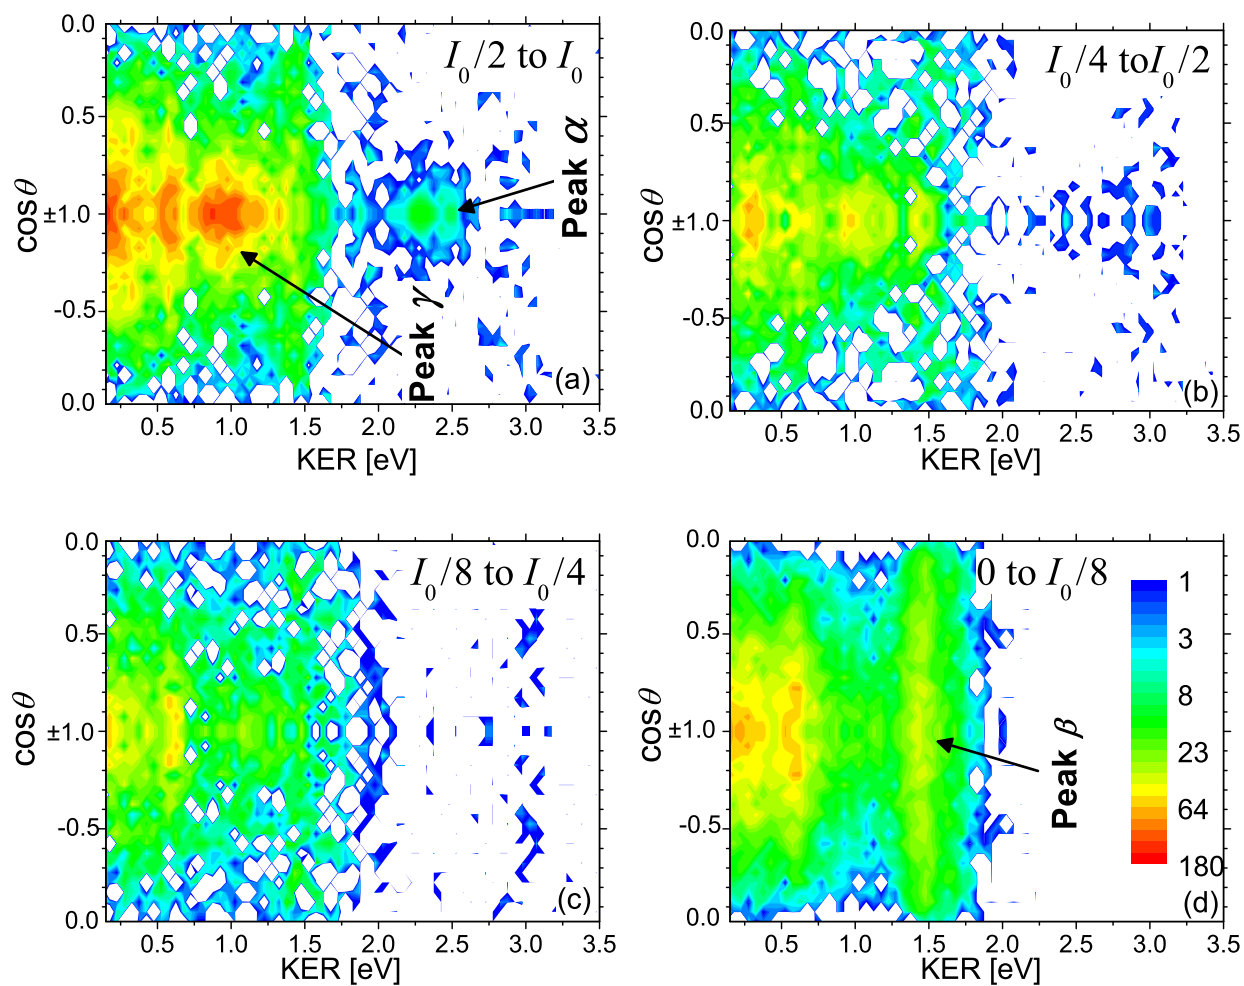 0.0
0.5
±1.0
-0.5
0.0
cosθ
I₀/2 to I₀
Peak α
Peak γ
(a)
0.5 1.0 1.5 2.0 2.5 3.0 3.5
KER [eV]
0.0
0.5
±1.0
-0.5
0.0
cosθ
I₀/4 toI₀/2
(b)
0.5 1.0 1.5 2.0 2.5 3.0 3.5
KER [eV]
0.0
0.5
±1.0
-0.5
0.0
cosθ
I₀/8 to I₀/4
(c)
0.5 1.0 1.5 2.0 2.5 3.0 3.5
KER [eV]
0.0
0.5
±1.0
-0.5
0.0
cosθ
0 to I₀/8
Peak β
1
3
8
23
64
180
(d)
0.5 1.0 1.5 2.0 2.5 3.0 3.5
KER [eV]